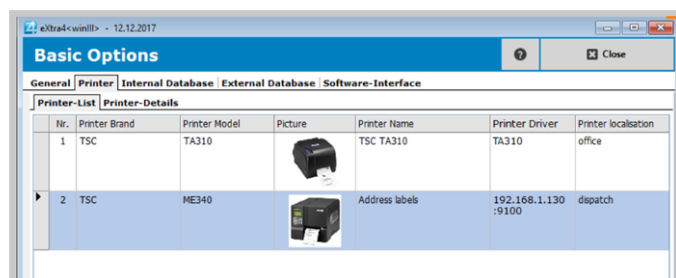 eXtra4<winIII> - 12.12.2017
Basic Options
? Close
General Printer Internal Database External Database Software-Interface
Printer-List Printer-Details
Nr. Printer Brand Printer Model Picture Printer Name Printer Driver Printer localisation
1 TSC TA310 TSC TA310 TA310 office
2 TSC ME340 Address labels 192.168.1.130 dispatch
:9100